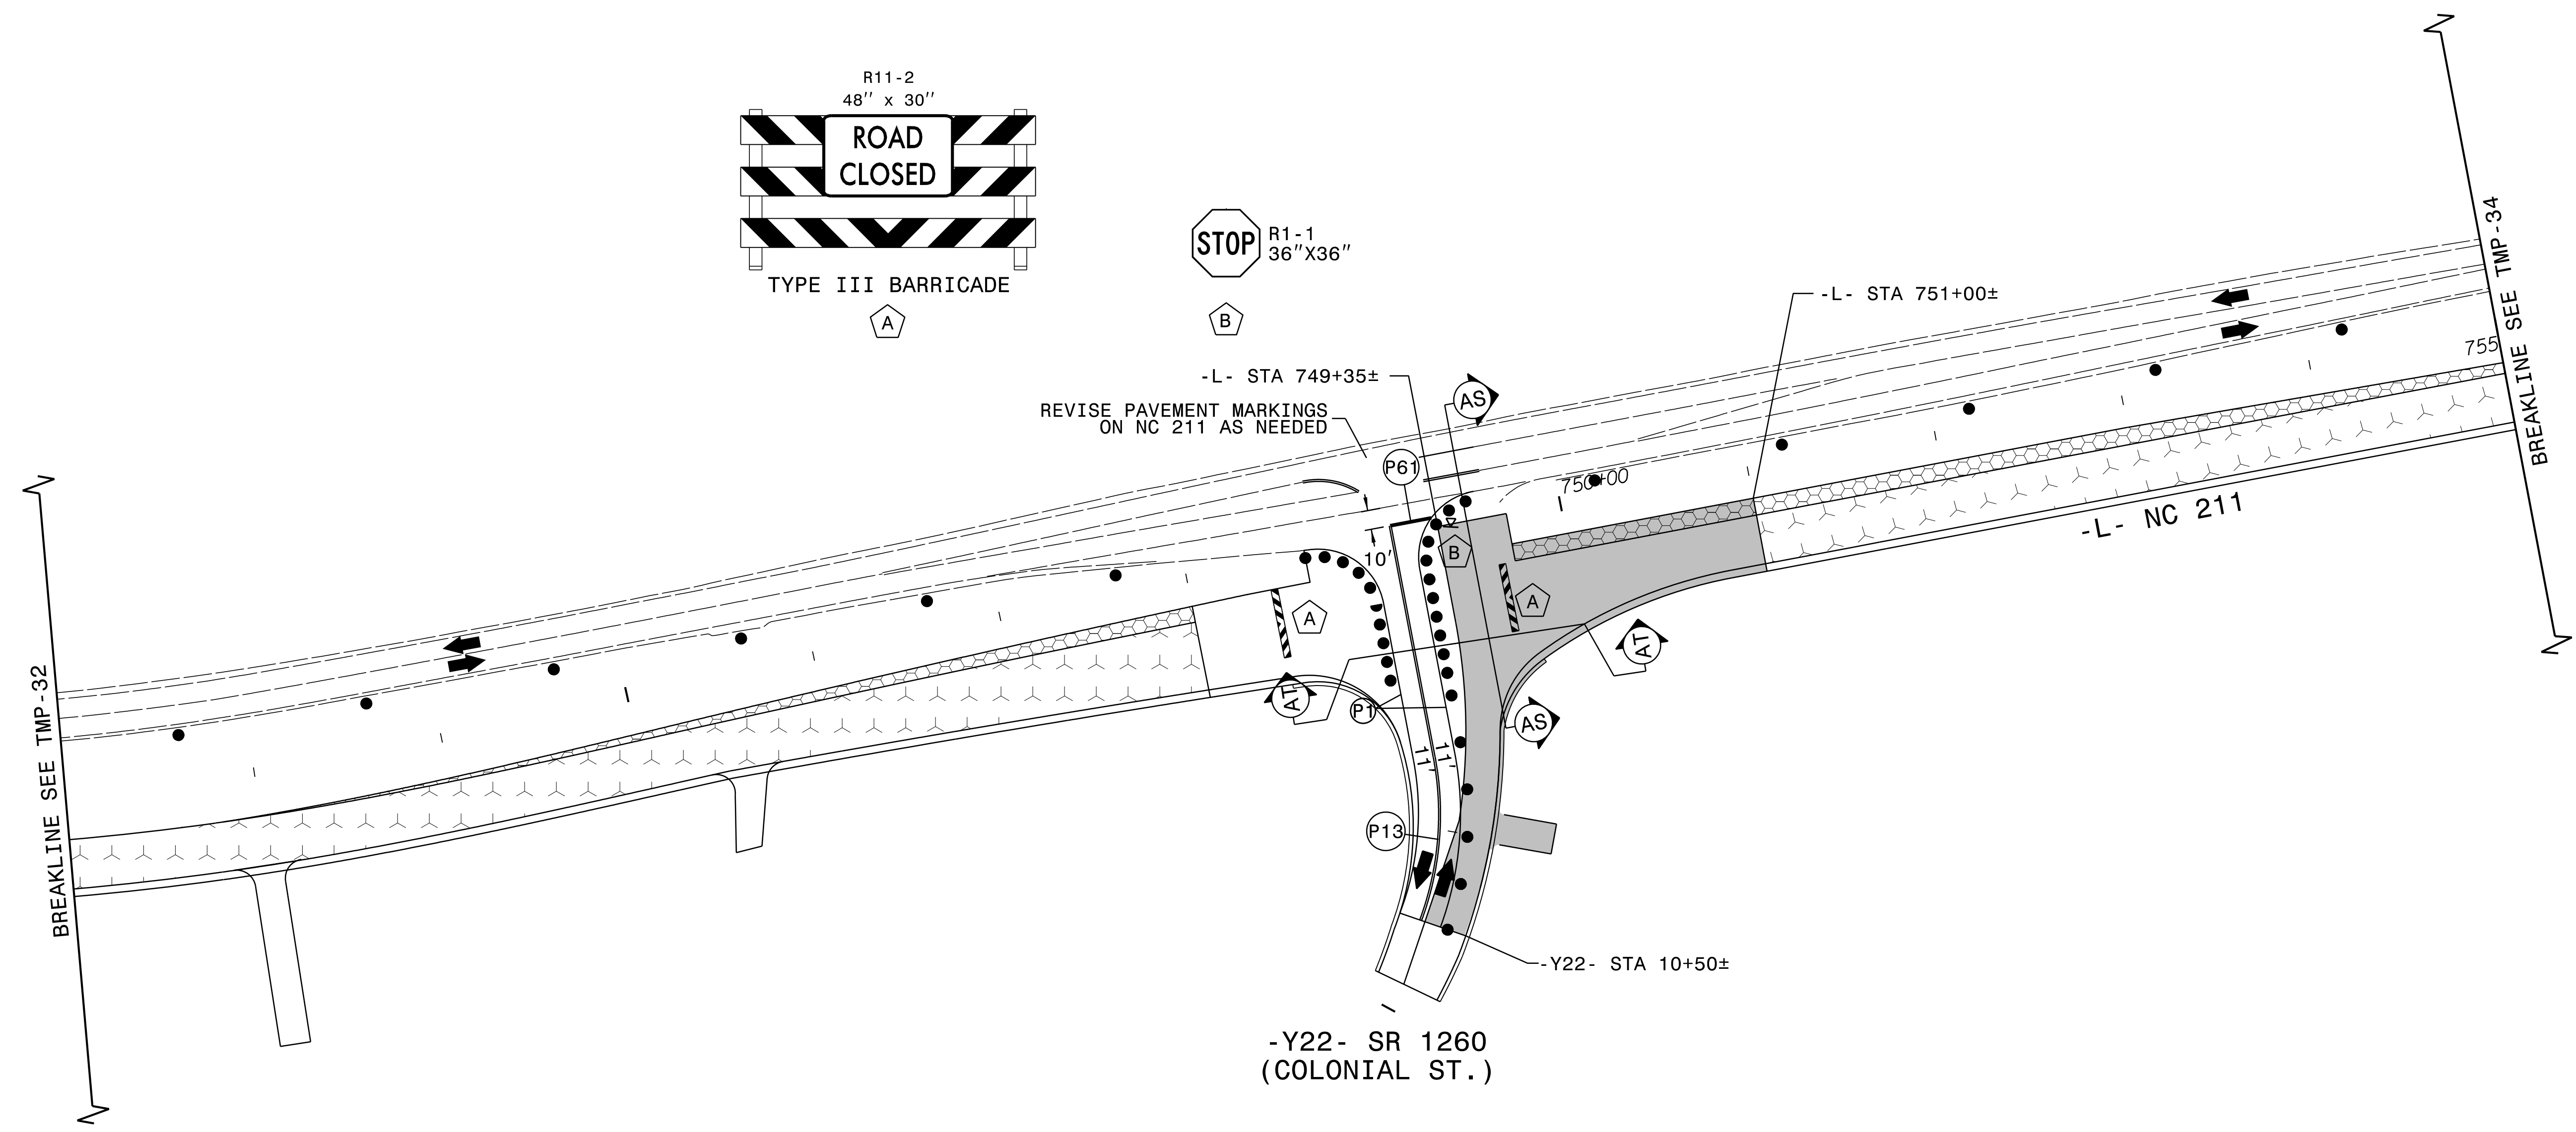 R11-2
48" x 30"
ROAD
CLOSED
TYPE III BARRICADE
A
STOP
R1-1
36"X36"
B
-L- STA 751+00±
-L- STA 749+35±
REVISE PAVEMENT MARKINGS
ON NC 211 AS NEEDED
AS
P61
750+00
755
10'
B
A
A
AT
AT
P1
AS
11'
11'
P13
-L- NC 211
BREAKLINE SEE TMP-32
BREAKLINE SEE TMP-34
-Y22- STA 10+50±
-Y22- SR 1260
(COLONIAL ST.)